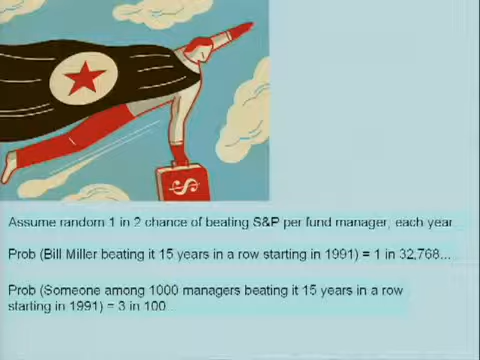 $
Assume random 1 in 2 chance of beating S&P per fund manager, each year
Prob (Bill Miller beating it 15 years in a row starting in 1991) = 1 in 32,768...
Prob (Someone among 1000 managers beating it 15 years in a row
starting in 1991) = 3 in 100...